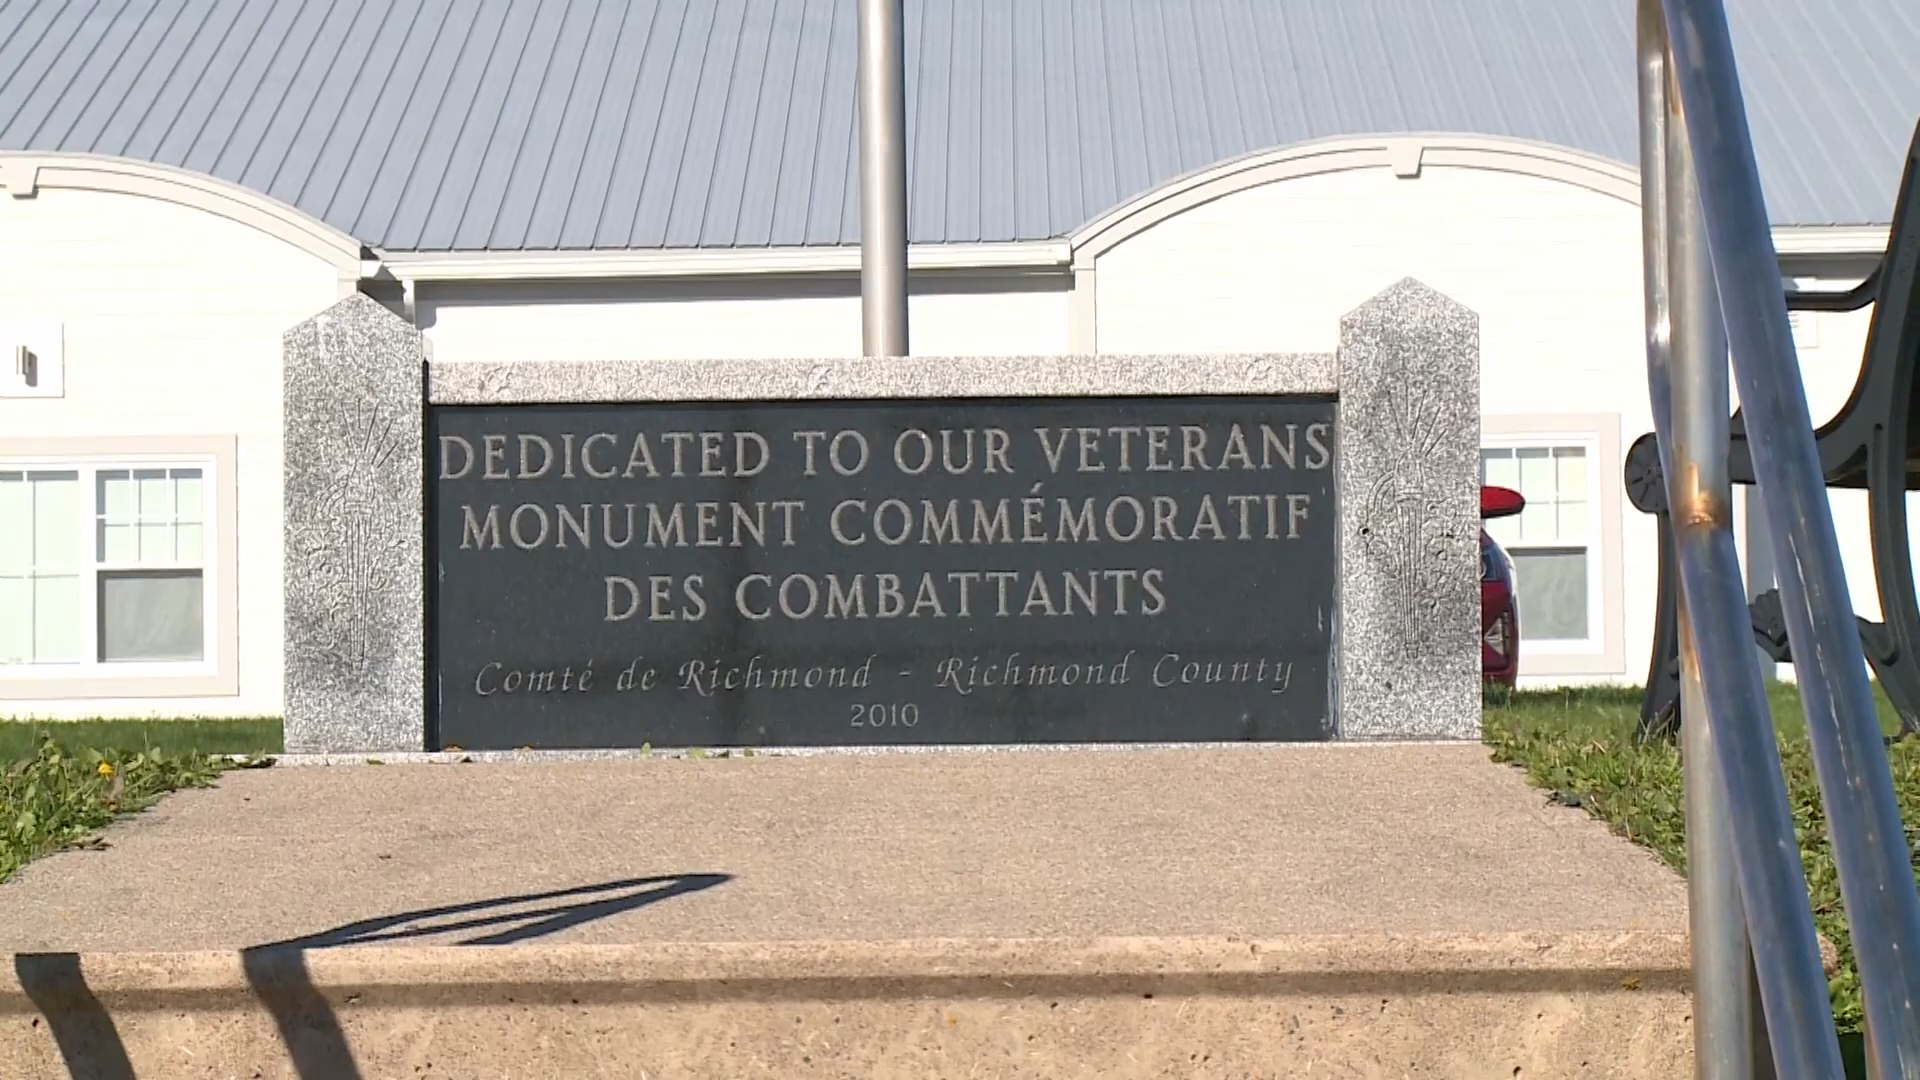 DEDICATED TO OUR VETERANS
MONUMENT COMMÉMORATIF
DES COMBATTANTS
Comté de Richmond - Richmond County
2010